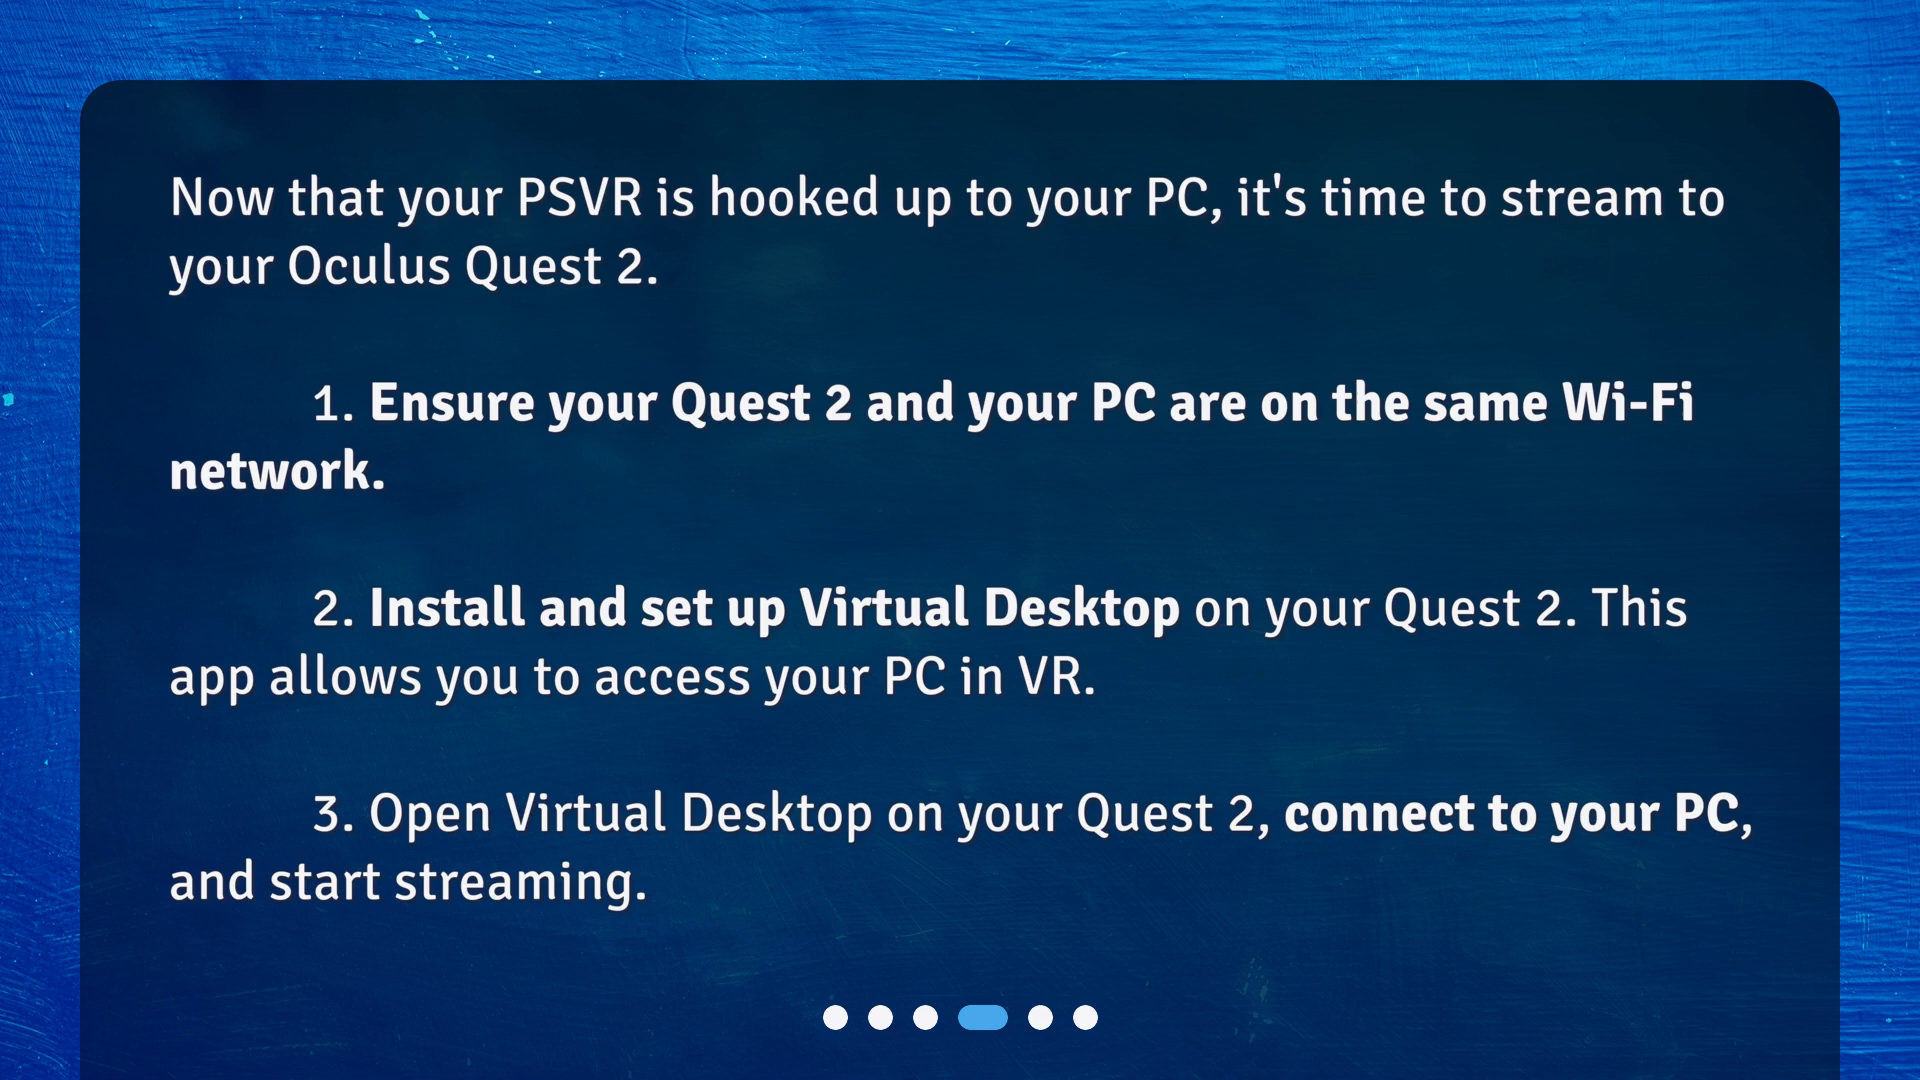 Now that your PSVR is hooked up to your PC, it's time to stream to
your Oculus Quest 2.
1. Ensure your Quest 2 and your PC are on the same Wi-Fi
network.
2. Install and set up Virtual Desktop on your Quest 2. This
app allows you to access your PC in VR.
3. Open Virtual Desktop on your Quest 2, connect to your PC,
and start streaming.